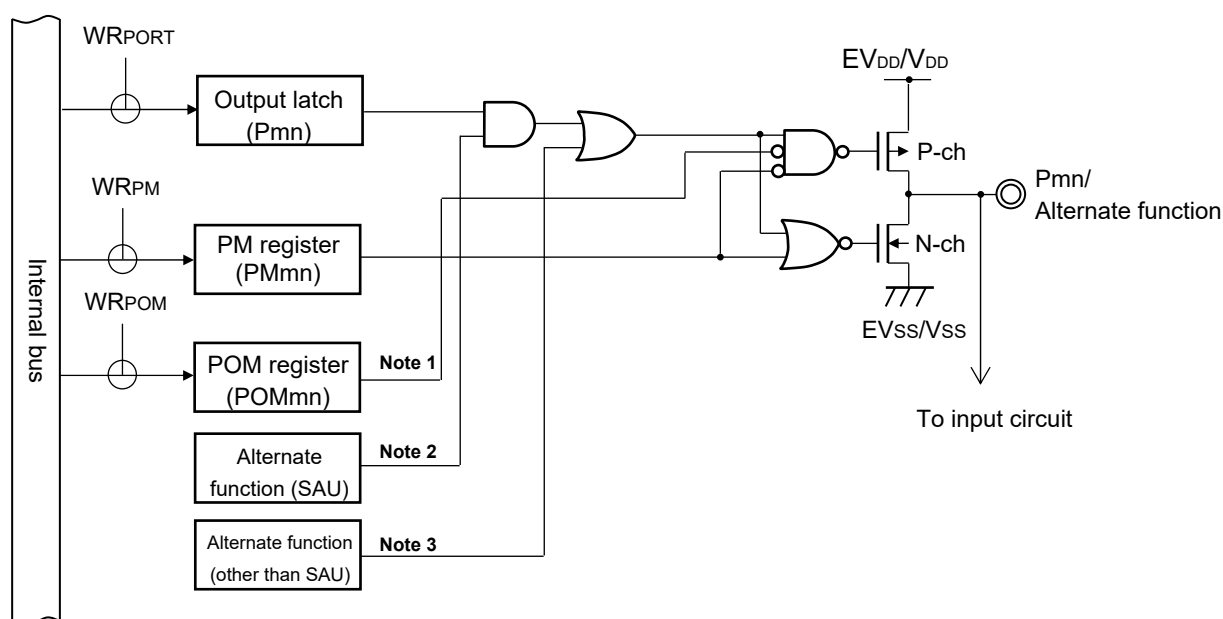 WRPORT
Output latch
(Pmn)
WRPM
PM register
(PMmn)
WRPOM
POM register
(POMmn)
Note 1
Alternate
function (SAU)
Note 2
Alternate function
(other than SAU)
Note 3
Internal bus
EVDD/VDD
P-ch
Pmn/
Alternate function
N-ch
EVSS/VSS
To input circuit